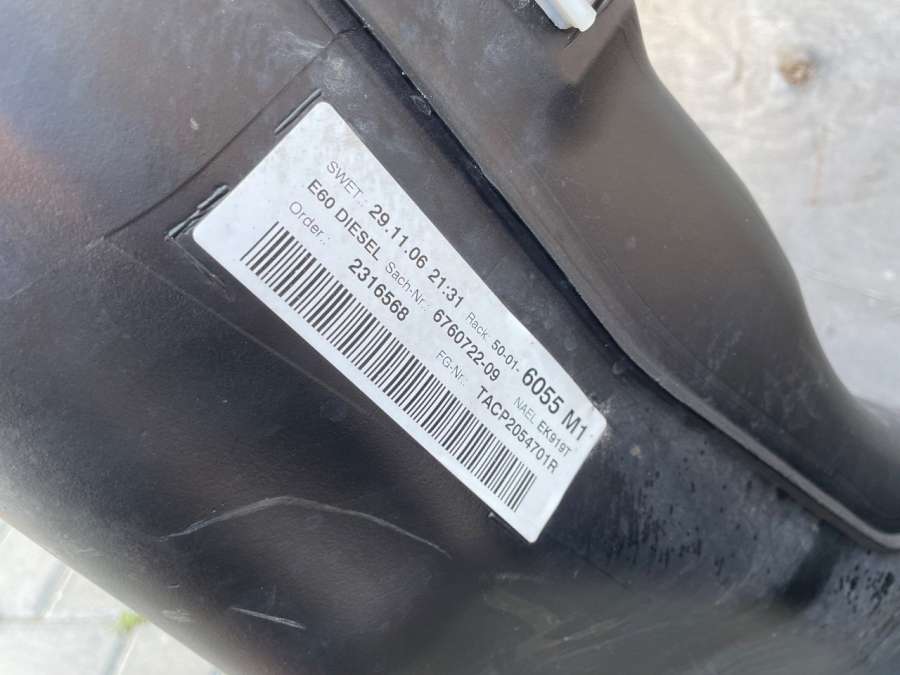 SWET.: 29.11.06 21:31 Rack 50-01- 6055 M1
E60 DIESEL Sach-Nr.: 6760722-09 NAEL EK919T
Order.: 2316568 FG-Nr.: TACP2054701R